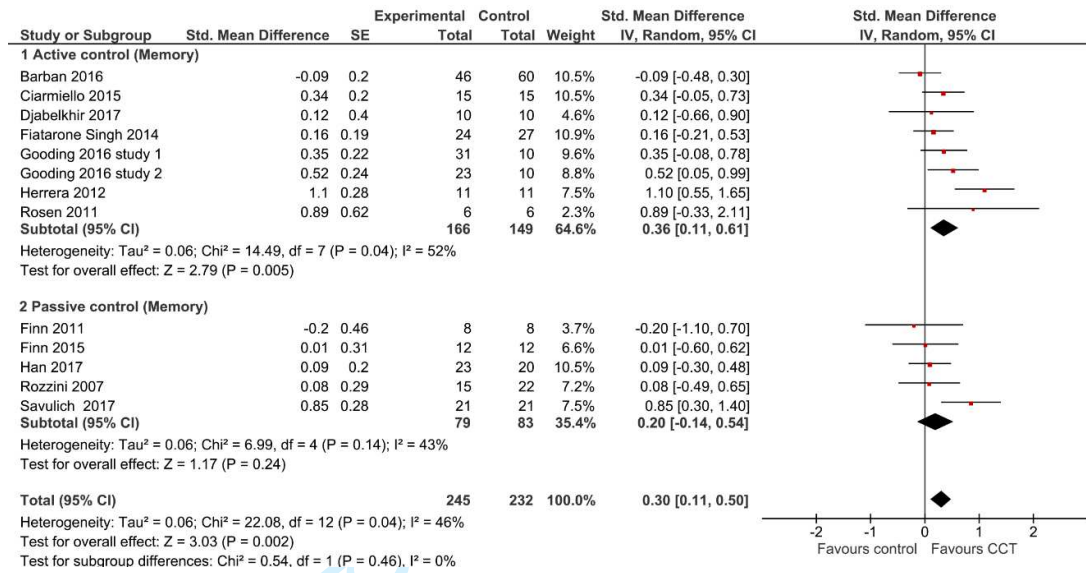 Experimental Control Std. Mean Difference Std. Mean Difference
Study or Subgroup Std. Mean Difference SE Total Total Weight IV, Random, 95% CI IV, Random, 95% CI
1 Active control (Memory)
Barban 2016 -0.09 0.2 46 60 10.5% -0.09 [-0.48, 0.30]
Ciarmiello 2015 0.34 0.2 15 15 10.5% 0.34 [-0.05, 0.73]
Djabelkhir 2017 0.12 0.4 10 10 4.6% 0.12 [-0.66, 0.90]
Fiatarone Singh 2014 0.16 0.19 24 27 10.9% 0.16 [-0.21, 0.53]
Gooding 2016 study 1 0.35 0.22 31 10 9.6% 0.35 [-0.08, 0.78]
Gooding 2016 study 2 0.52 0.24 23 10 8.8% 0.52 [0.05, 0.99]
Herrera 2012 1.1 0.28 11 11 7.5% 1.10 [0.55, 1.65]
Rosen 2011 0.89 0.62 6 6 2.3% 0.89 [-0.33, 2.11]
Subtotal (95% CI) 166 149 64.6% 0.36 [0.11, 0.61]
Heterogeneity: Tau² = 0.06; Chi² = 14.49, df = 7 (P = 0.04); I² = 52%
Test for overall effect: Z = 2.79 (P = 0.005)
2 Passive control (Memory)
Finn 2011 -0.2 0.46 8 8 3.7% -0.20 [-1.10, 0.70]
Finn 2015 0.01 0.31 12 12 6.6% 0.01 [-0.60, 0.62]
Han 2017 0.09 0.2 23 20 10.5% 0.09 [-0.30, 0.48]
Rozzini 2007 0.08 0.29 15 22 7.2% 0.08 [-0.49, 0.65]
Savulich 2017 0.85 0.28 21 21 7.5% 0.85 [0.30, 1.40]
Subtotal (95% CI) 79 83 35.4% 0.20 [-0.14, 0.54]
Heterogeneity: Tau² = 0.06; Chi² = 6.99, df = 4 (P = 0.14); I² = 43%
Test for overall effect: Z = 1.17 (P = 0.24)
Total (95% CI) 245 232 100.0% 0.30 [0.11, 0.50]
Heterogeneity: Tau² = 0.06; Chi² = 22.08, df = 12 (P = 0.04); I² = 46%
Test for overall effect: Z = 3.03 (P = 0.002)
Test for subgroup differences: Chi² = 0.54, df = 1 (P = 0.46), I² = 0%
-2 -1 0 1 2
Favours control Favours CCT